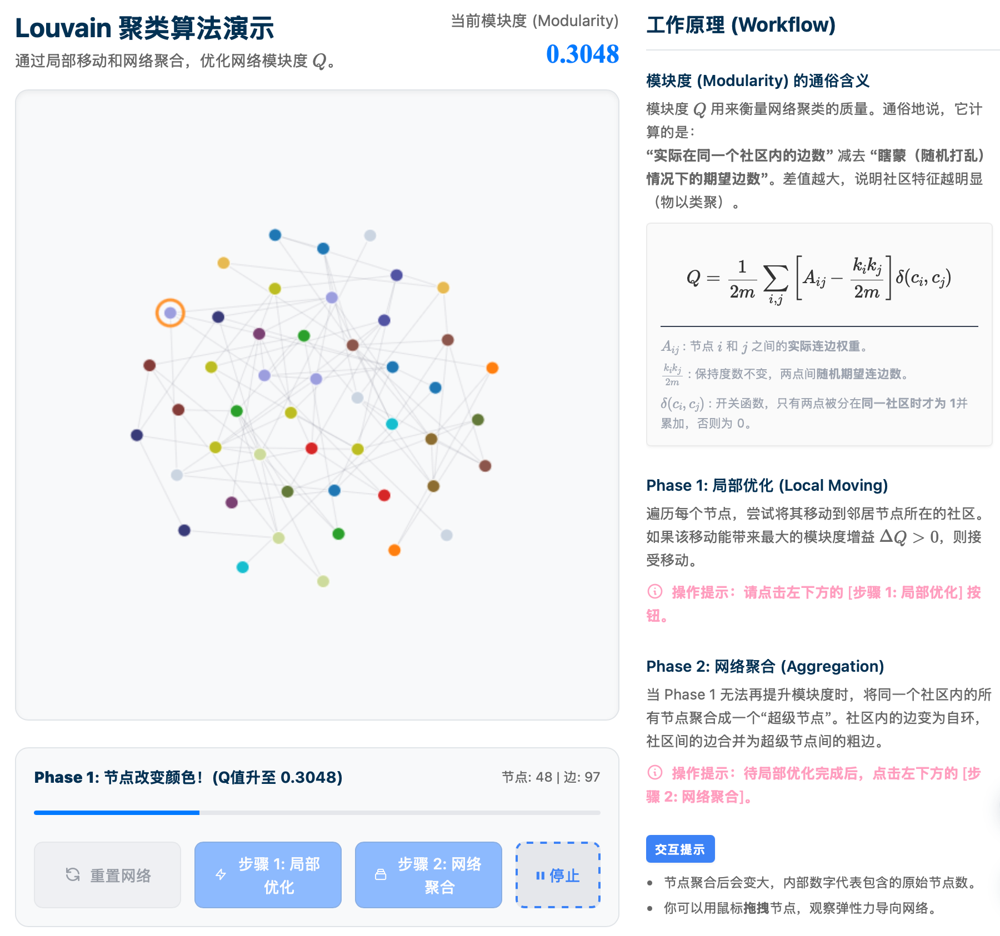 Louvain 聚类算法演示
通过局部移动和网络聚合，优化网络模块度 Q。
当前模块度 (Modularity)
0.3048
Phase 1: 节点改变颜色！(Q值升至 0.3048)
节点: 48 | 边: 97
重置网络
步骤 1: 局部
优化
步骤 2: 网络
聚合
停止
工作原理 (Workflow)
模块度 (Modularity) 的通俗含义
模块度 Q 用来衡量网络聚类的质量。通俗地说，它计
算的是：
“实际在同一个社区内的边数” 减去 “瞎蒙（随机打乱）
情况下的期望边数”。差值越大，说明社区特征越明显
（物以类聚）。
Q = \frac{1}{2m} \sum_{i,j} \left[ A_{ij} - \frac{k_i k_j}{2m} \right] δ(c_i, c_j)
A_{ij} : 节点 i 和 j 之间的实际连边权重。
\frac{k_i k_j}{2m} : 保持度数不变，两点间随机期望连边数。
δ(c_i, c_j) : 开关函数，只有两点被分在同一社区时才为 1并
累加，否则为 0。
Phase 1: 局部优化 (Local Moving)
遍历每个节点，尝试将其移动到邻居节点所在的社区。
如果该移动能带来最大的模块度增益 ΔQ > 0，则接
受移动。
操作提示：请点击左下方的 [步骤 1: 局部优化] 按
钮。
Phase 2: 网络聚合 (Aggregation)
当 Phase 1 无法再提升模块度时，将同一个社区内的所
有节点聚合成一个“超级节点”。社区内的边变为自环，
社区间的边合并为超级节点间的粗边。
操作提示：待局部优化完成后，点击左下方的 [步
骤 2: 网络聚合]。
交互提示
• 节点聚合后会变大，内部数字代表包含的原始节点数。
• 你可以用鼠标拖拽节点，观察弹性力导向网络。